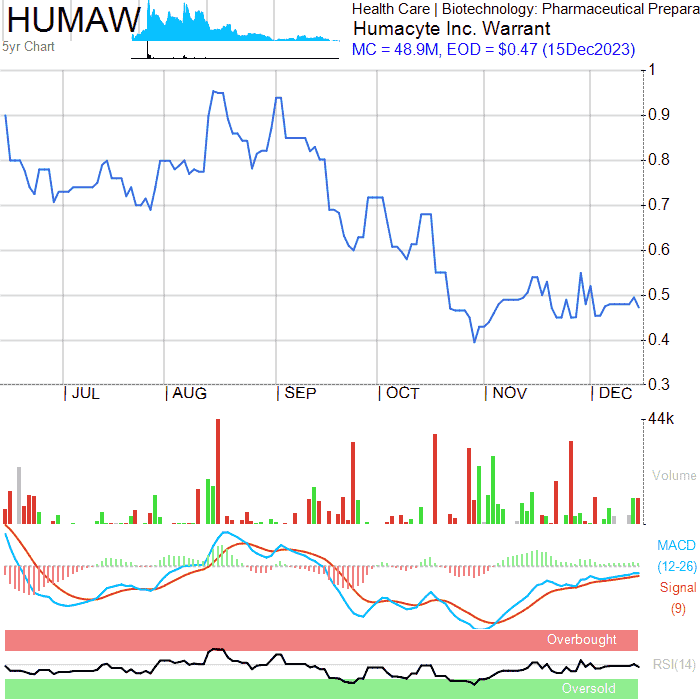 HUMAW
5yr Chart
Health Care | Biotechnology: Pharmaceutical Prepara
Humacyte Inc. Warrant
MC = 48.9M, EOD = $0.47 (15Dec2023)
1
0.9
0.8
0.7
0.6
0.5
0.4
0.3
JUL
AUG
SEP
OCT
NOV
DEC
44k
Volume
MACD
(12-26)
Signal
(9)
Overbought
RSI(14)
Oversold